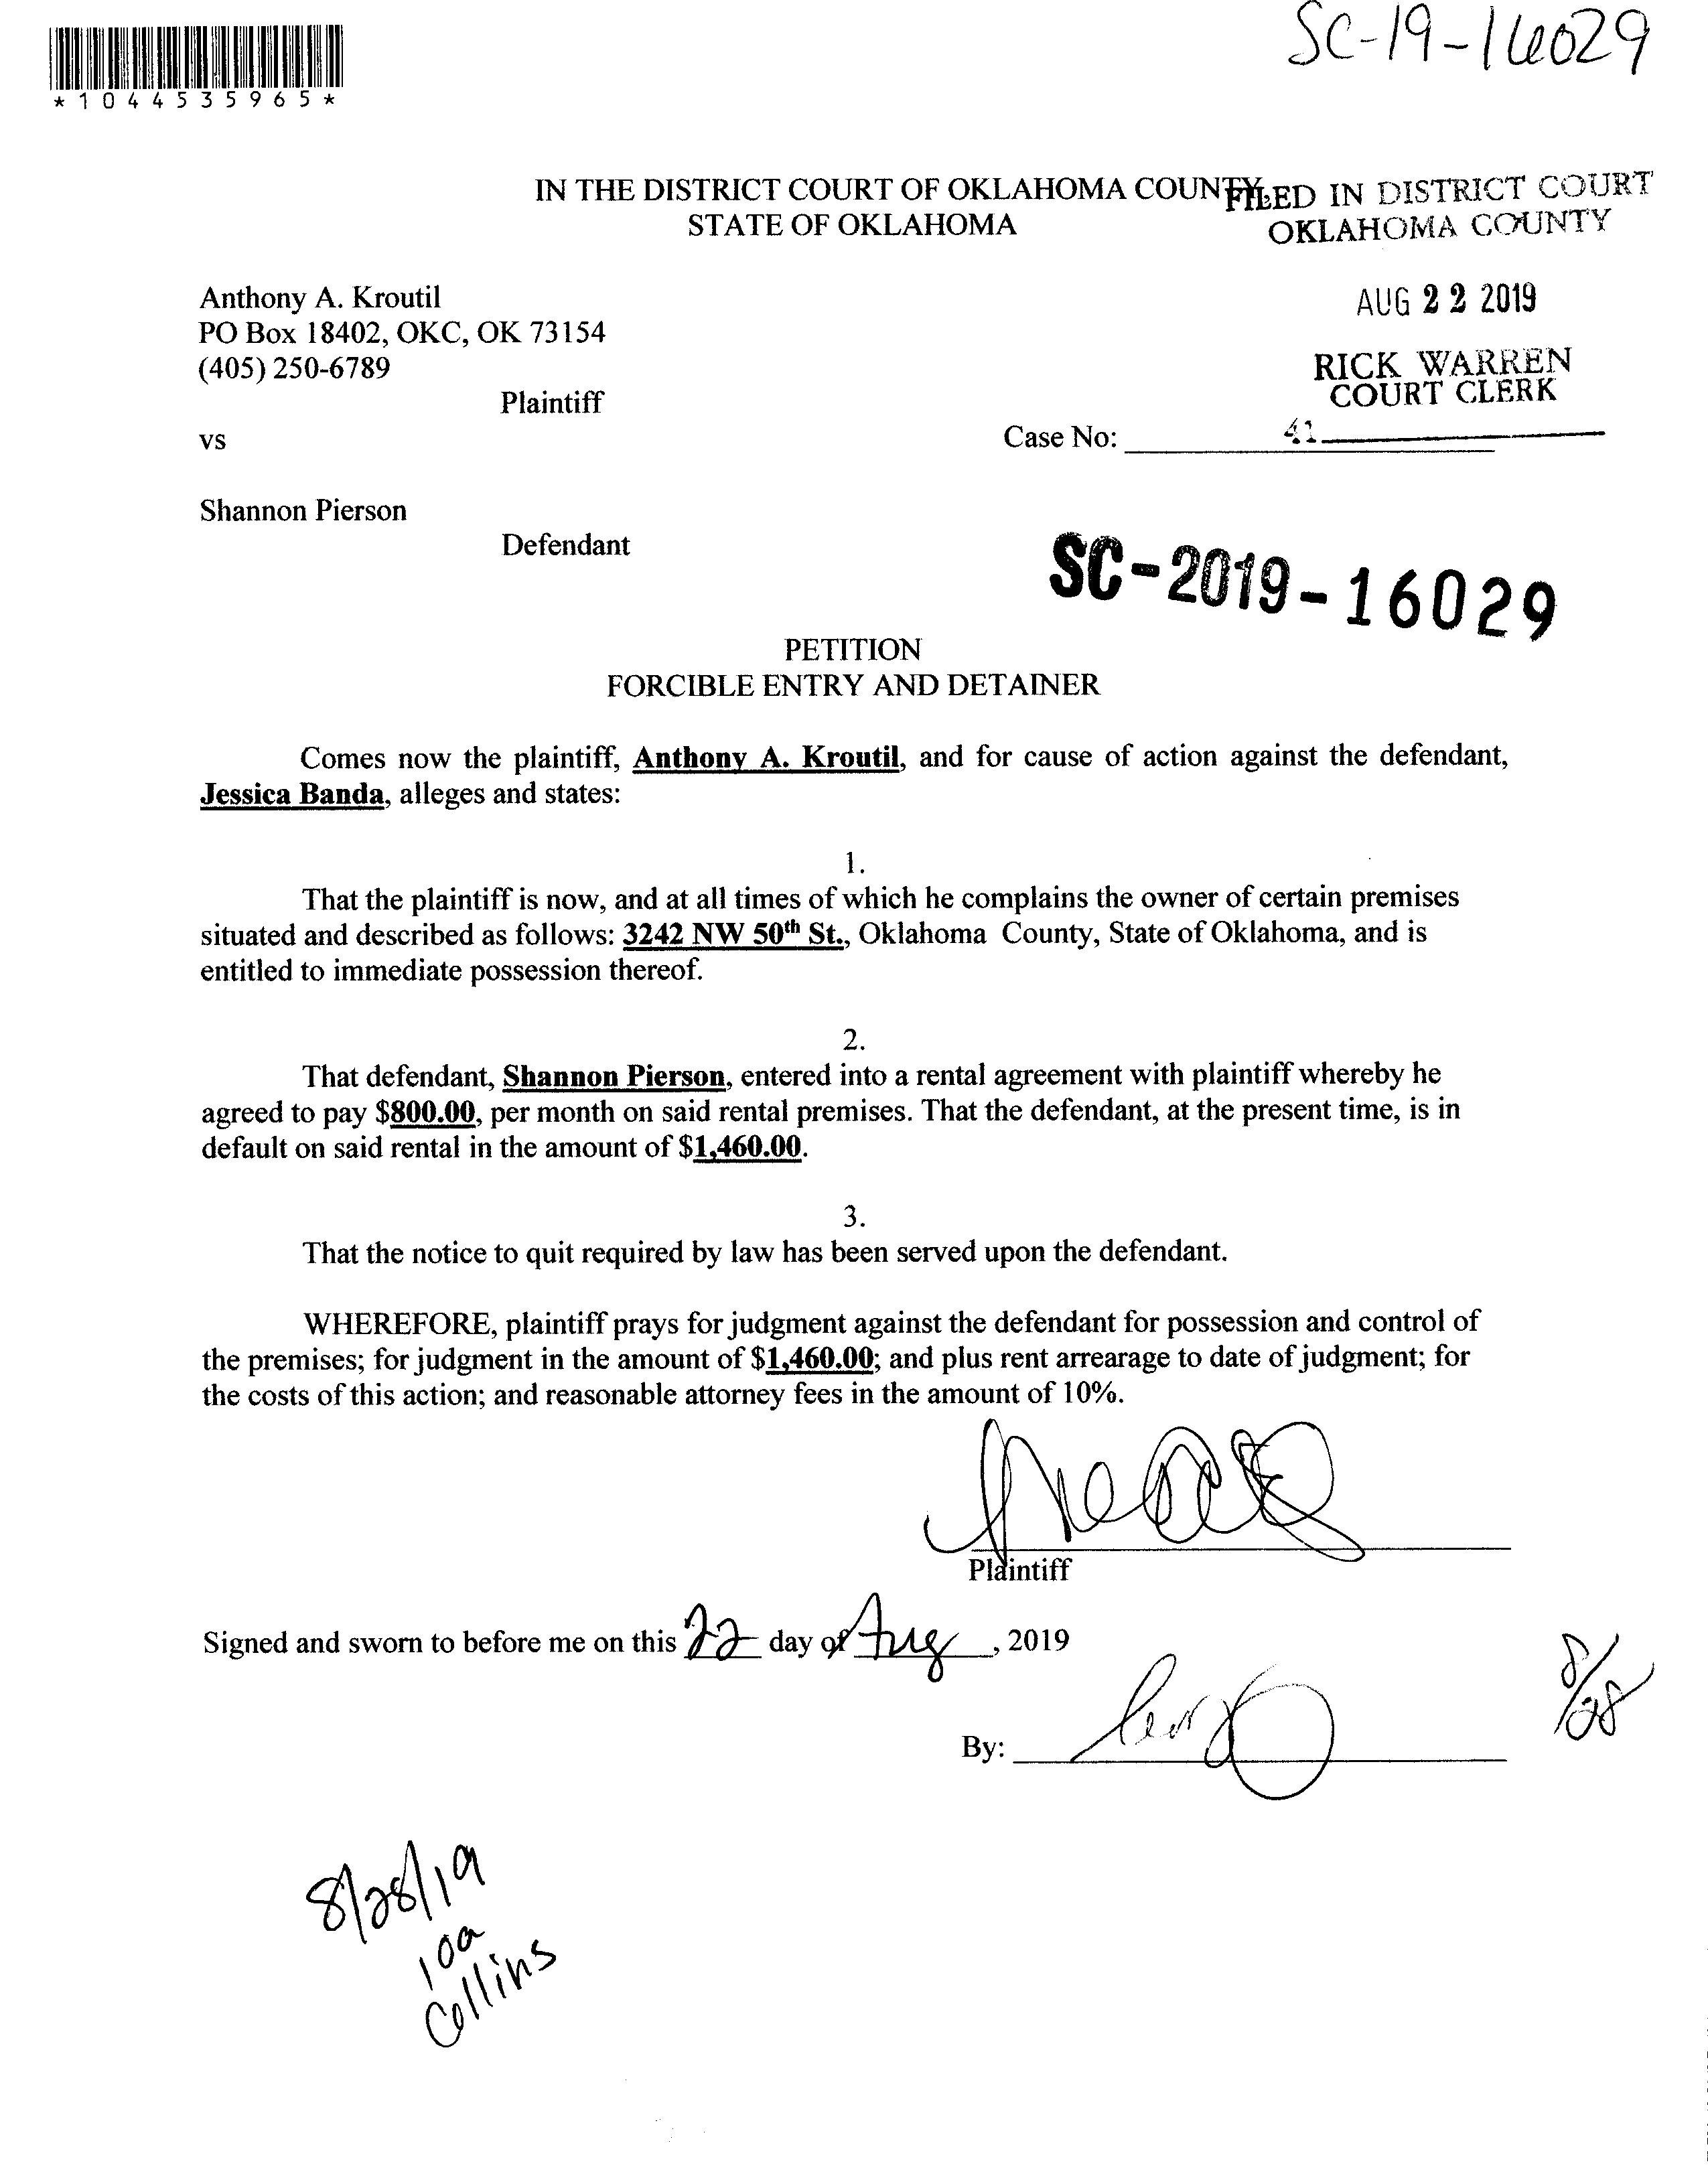 SC-19-16029
*1044535965*
IN THE DISTRICT COURT OF OKLAHOMA COUNTY
STATE OF OKLAHOMA
FILED IN DISTRICT COURT
OKLAHOMA COUNTY
AUG 22 2019
RICK WARREN
COURT CLERK
41
Anthony A. Kroutil
PO Box 18402, OKC, OK 73154
(405) 250-6789
Plaintiff
vs
Case No:
Shannon Pierson
Defendant
SC-2019-16029
PETITION
FORCIBLE ENTRY AND DETAINER
Comes now the plaintiff, Anthony A. Kroutil, and for cause of action against the defendant,
Jessica Banda, alleges and states:
1.
That the plaintiff is now, and at all times of which he complains the owner of certain premises
situated and described as follows: 3242 NW 50th St., Oklahoma County, State of Oklahoma, and is
entitled to immediate possession thereof.
2.
That defendant, Shannon Pierson, entered into a rental agreement with plaintiff whereby he
agreed to pay $800.00, per month on said rental premises. That the defendant, at the present time, is in
default on said rental in the amount of $1,460.00.
3.
That the notice to quit required by law has been served upon the defendant.
WHEREFORE, plaintiff prays for judgment against the defendant for possession and control of
the premises; for judgment in the amount of $1,460.00; and plus rent arrearage to date of judgment; for
the costs of this action; and reasonable attorney fees in the amount of 10%.
Plaintiff
Signed and sworn to before me on this 22 day of Aug, 2019
8/28
By:
8/28/19
10a
Collins